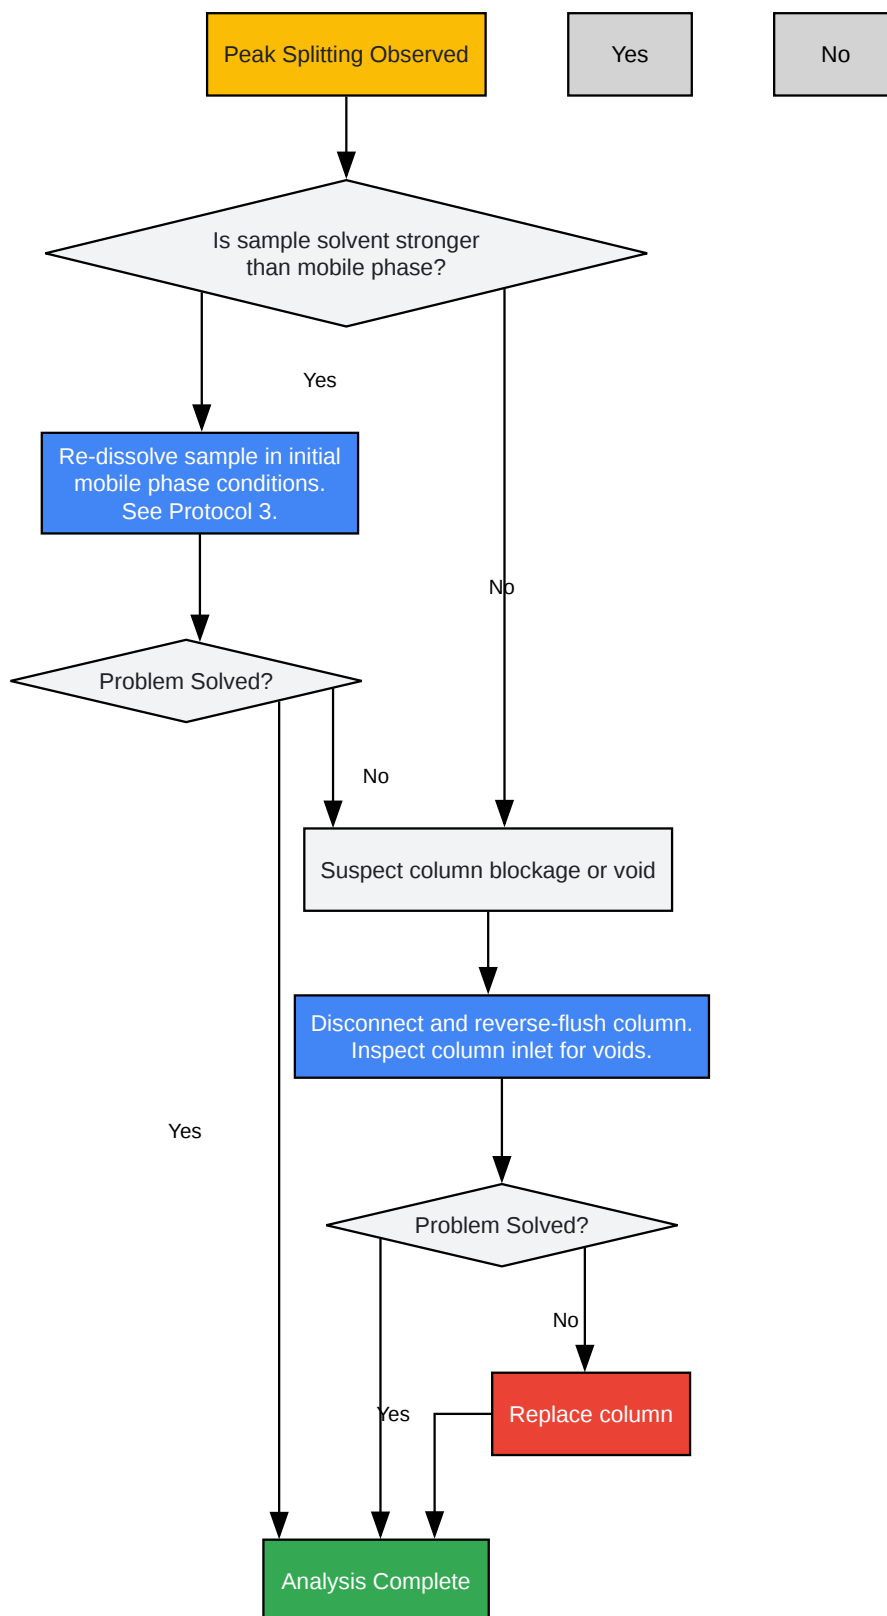 Peak Splitting Observed
Yes
No
Is sample solvent stronger
than mobile phase?
Yes
Re-dissolve sample in initial
mobile phase conditions.
See Protocol 3.
No
Problem Solved?
No
Suspect column blockage or void
Disconnect and reverse-flush column.
Inspect column inlet for voids.
Yes
Problem Solved?
No
Yes
Replace column
Analysis Complete